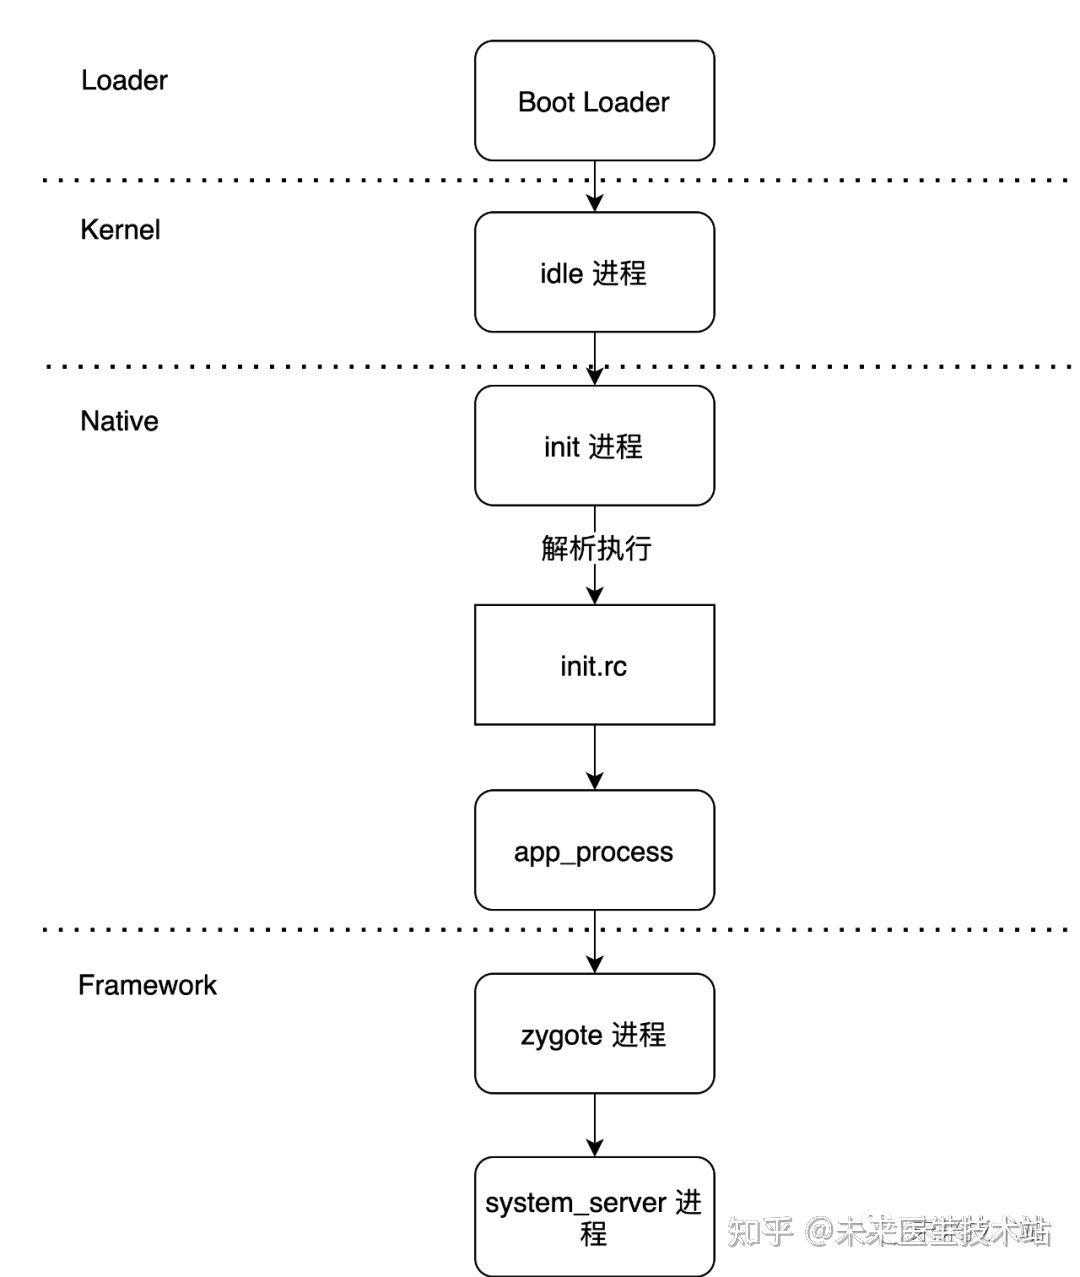 Loader
Boot Loader
Kernel
idle 进程
Native
init 进程
解析执行
init.rc
app_process
Framework
zygote 进程
system_server 进
程
知乎 @未来医生技术站